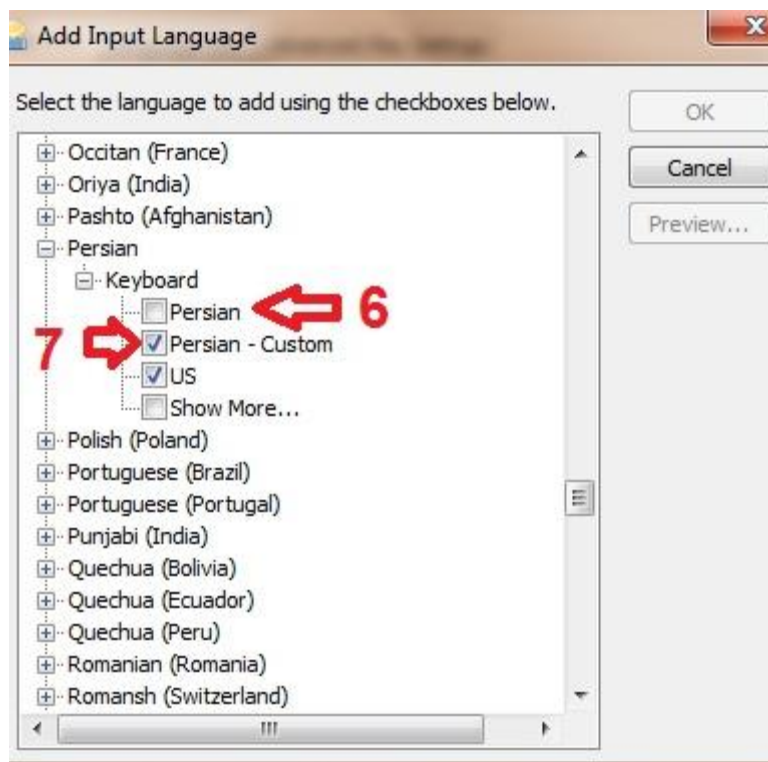 Add Input Language
Select the language to add using the checkboxes below.
OK
Cancel
Preview...
Occitan (France)
Oriya (India)
Pashto (Afghanistan)
Persian
Keyboard
Persian 6
7 Persian - Custom
US
Show More...
Polish (Poland)
Portuguese (Brazil)
Portuguese (Portugal)
Punjabi (India)
Quechua (Bolivia)
Quechua (Ecuador)
Quechua (Peru)
Romanian (Romania)
Romansh (Switzerland)